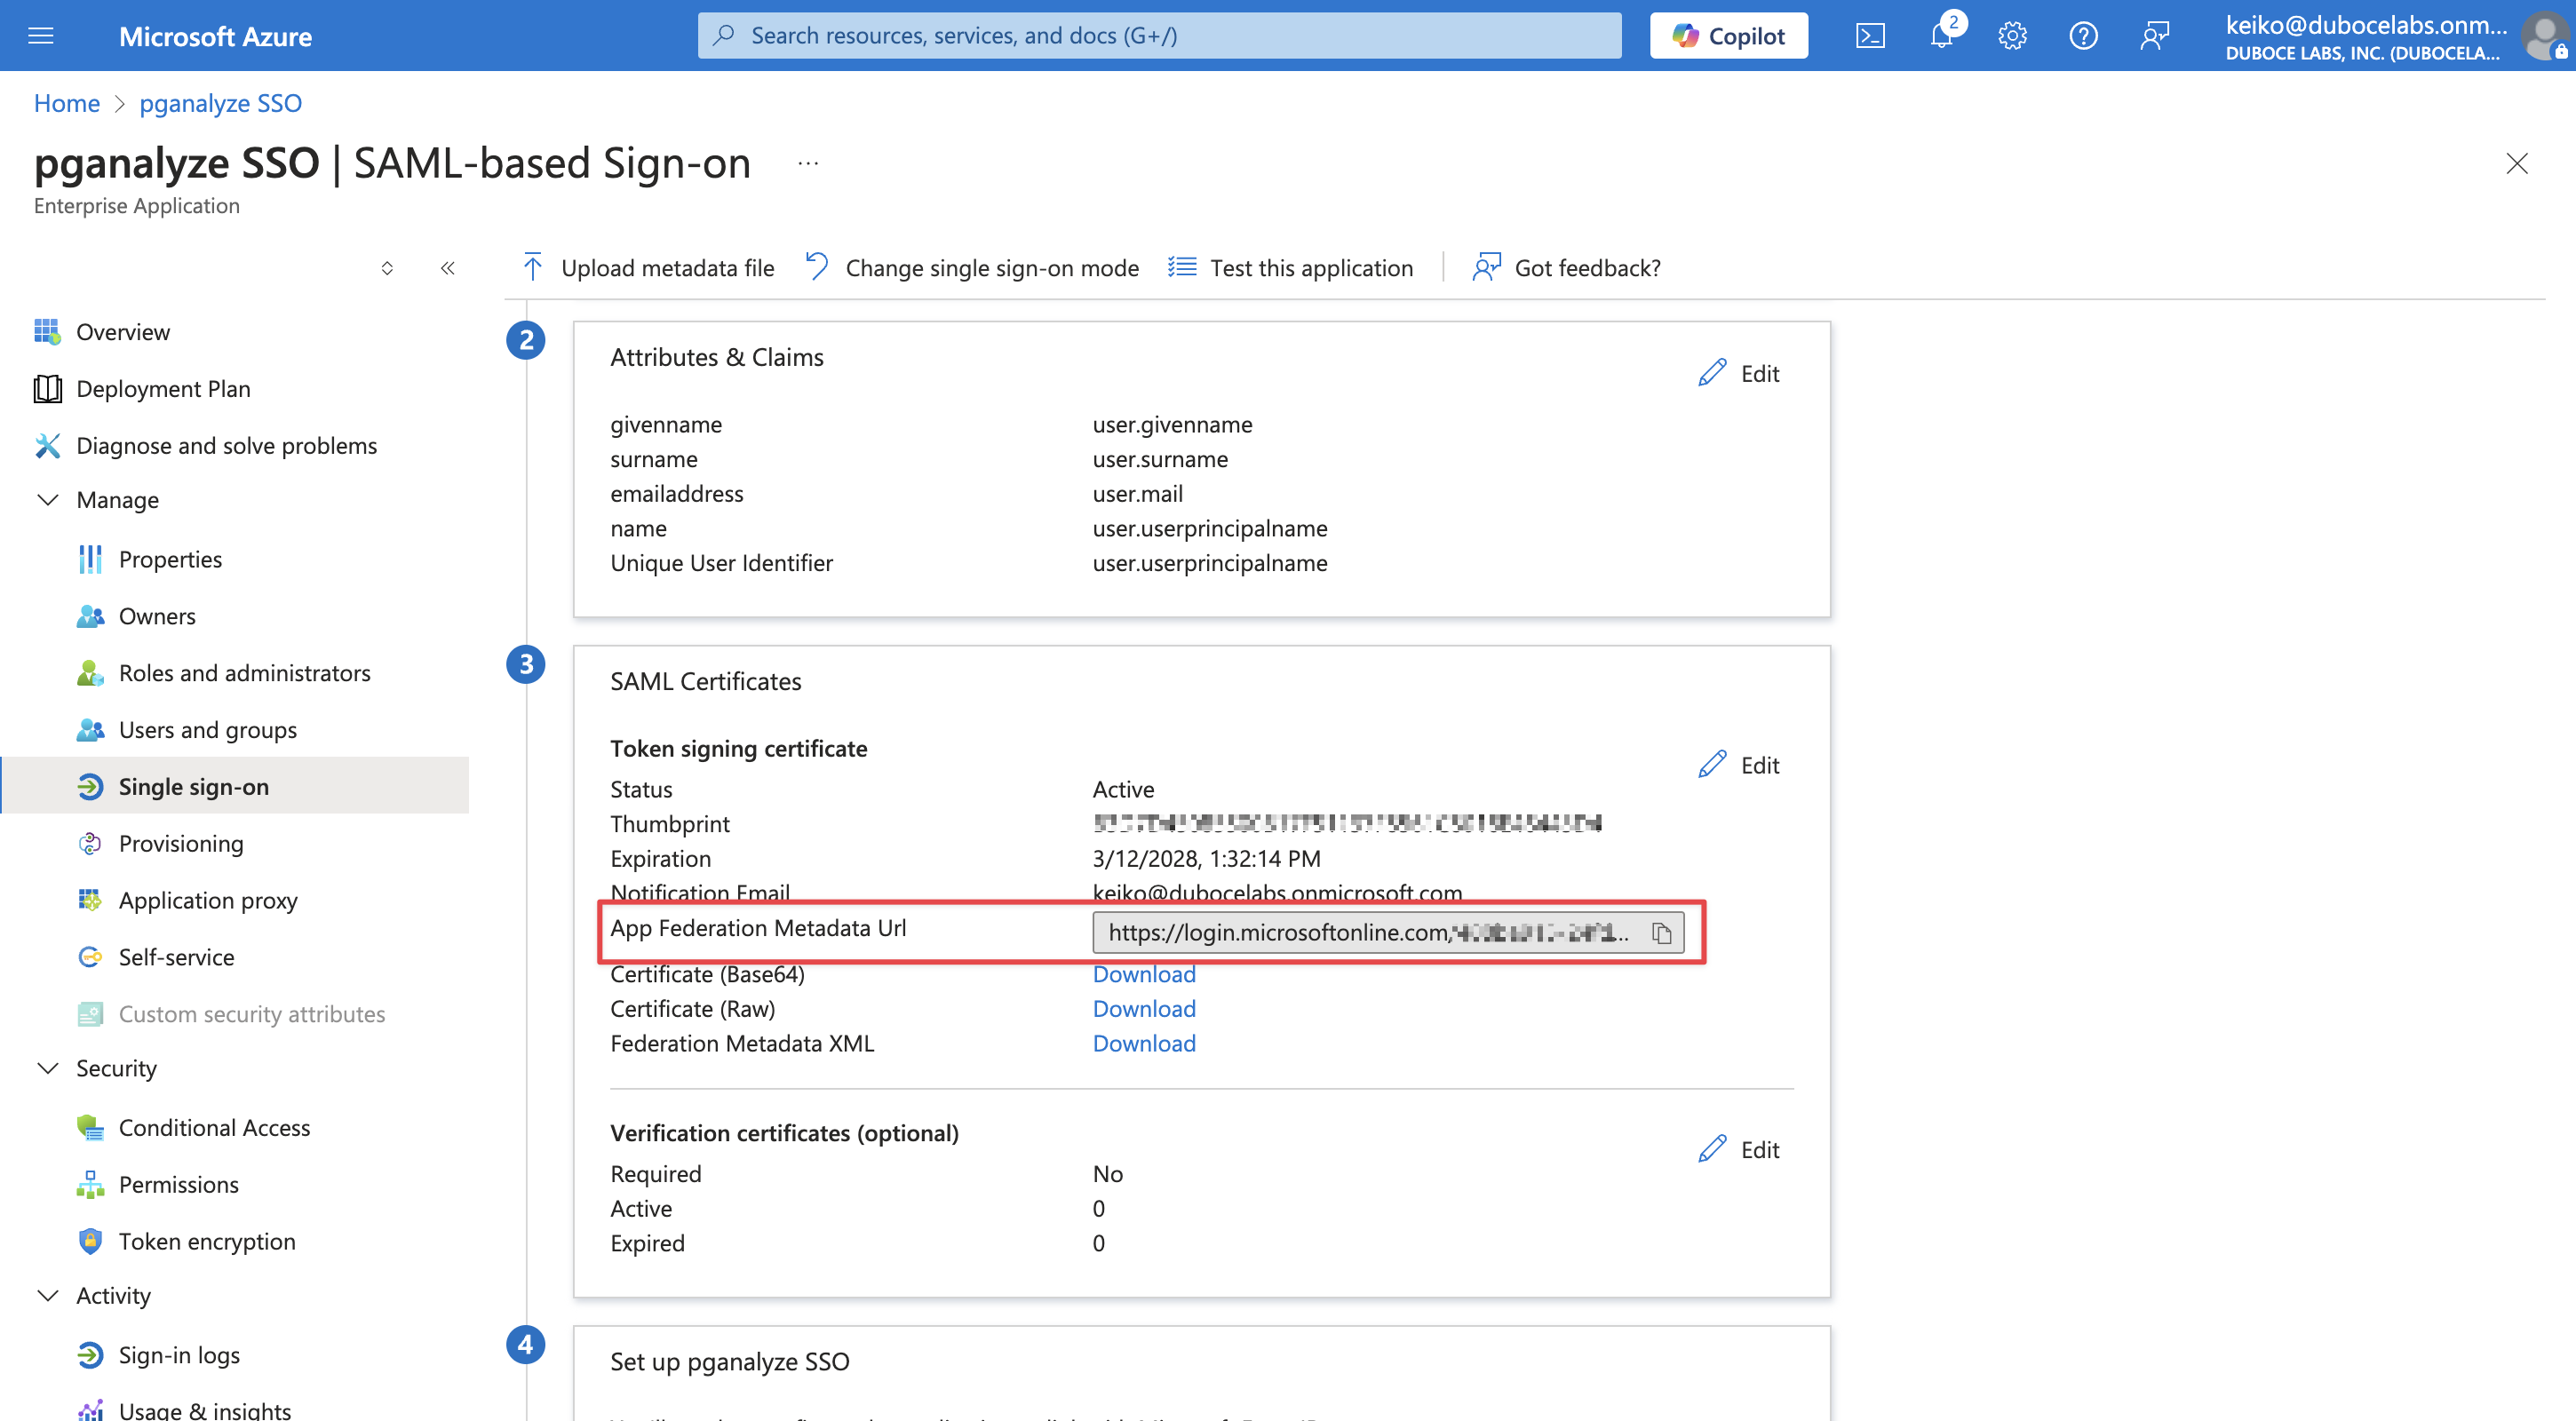 Microsoft Azure
Search resources, services, and docs (G+/)
Copilot
2
keiko@dubocelabs.onm...
DUBOCE LABS, INC. (DUBOCELA...
Home > pganalyze SSO
pganalyze SSO | SAML-based Sign-on ...
Enterprise Application
Upload metadata file
Change single sign-on mode
Test this application
Got feedback?
Overview
Deployment Plan
Diagnose and solve problems
Manage
Properties
Owners
Roles and administrators
Users and groups
Single sign-on
Provisioning
Application proxy
Self-service
Custom security attributes
Security
Conditional Access
Permissions
Token encryption
Activity
Sign-in logs
Usage & insights
2
Attributes & Claims
Edit
givenname user.givenname
surname user.surname
emailaddress user.mail
name user.userprincipalname
Unique User Identifier user.userprincipalname
3
SAML Certificates
Token signing certificate
Edit
Status Active
Thumbprint
Expiration 3/12/2028, 1:32:14 PM
Notification Email keiko@dubocelabs.onmicrosoft.com
App Federation Metadata Url https://login.microsoftonline.com
Certificate (Base64) Download
Certificate (Raw) Download
Federation Metadata XML Download
Verification certificates (optional)
Edit
Required No
Active 0
Expired 0
4
Set up pganalyze SSO